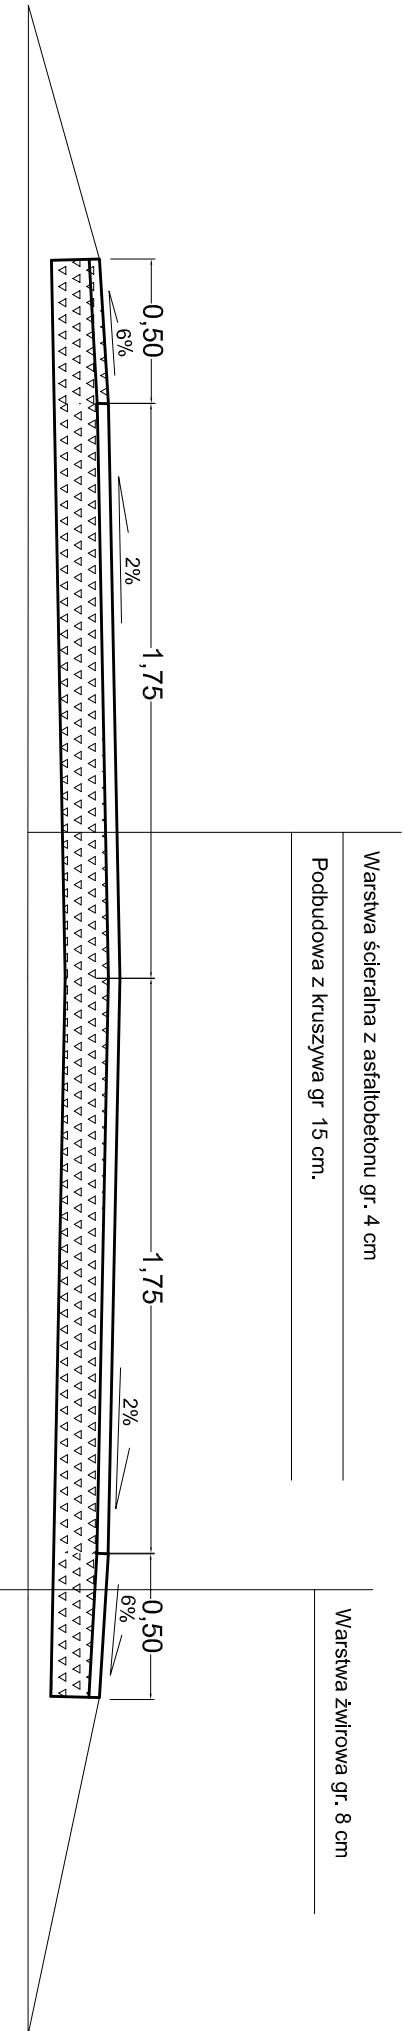 Warstwa ścieralna z asfaltobetonu gr. 4 cm
Podbudowa z kruszywa gr 15 cm.
Warstwa żwirowa gr. 8 cm
0,50
1,75
1,75
0,50
6%
2%
2%
6%